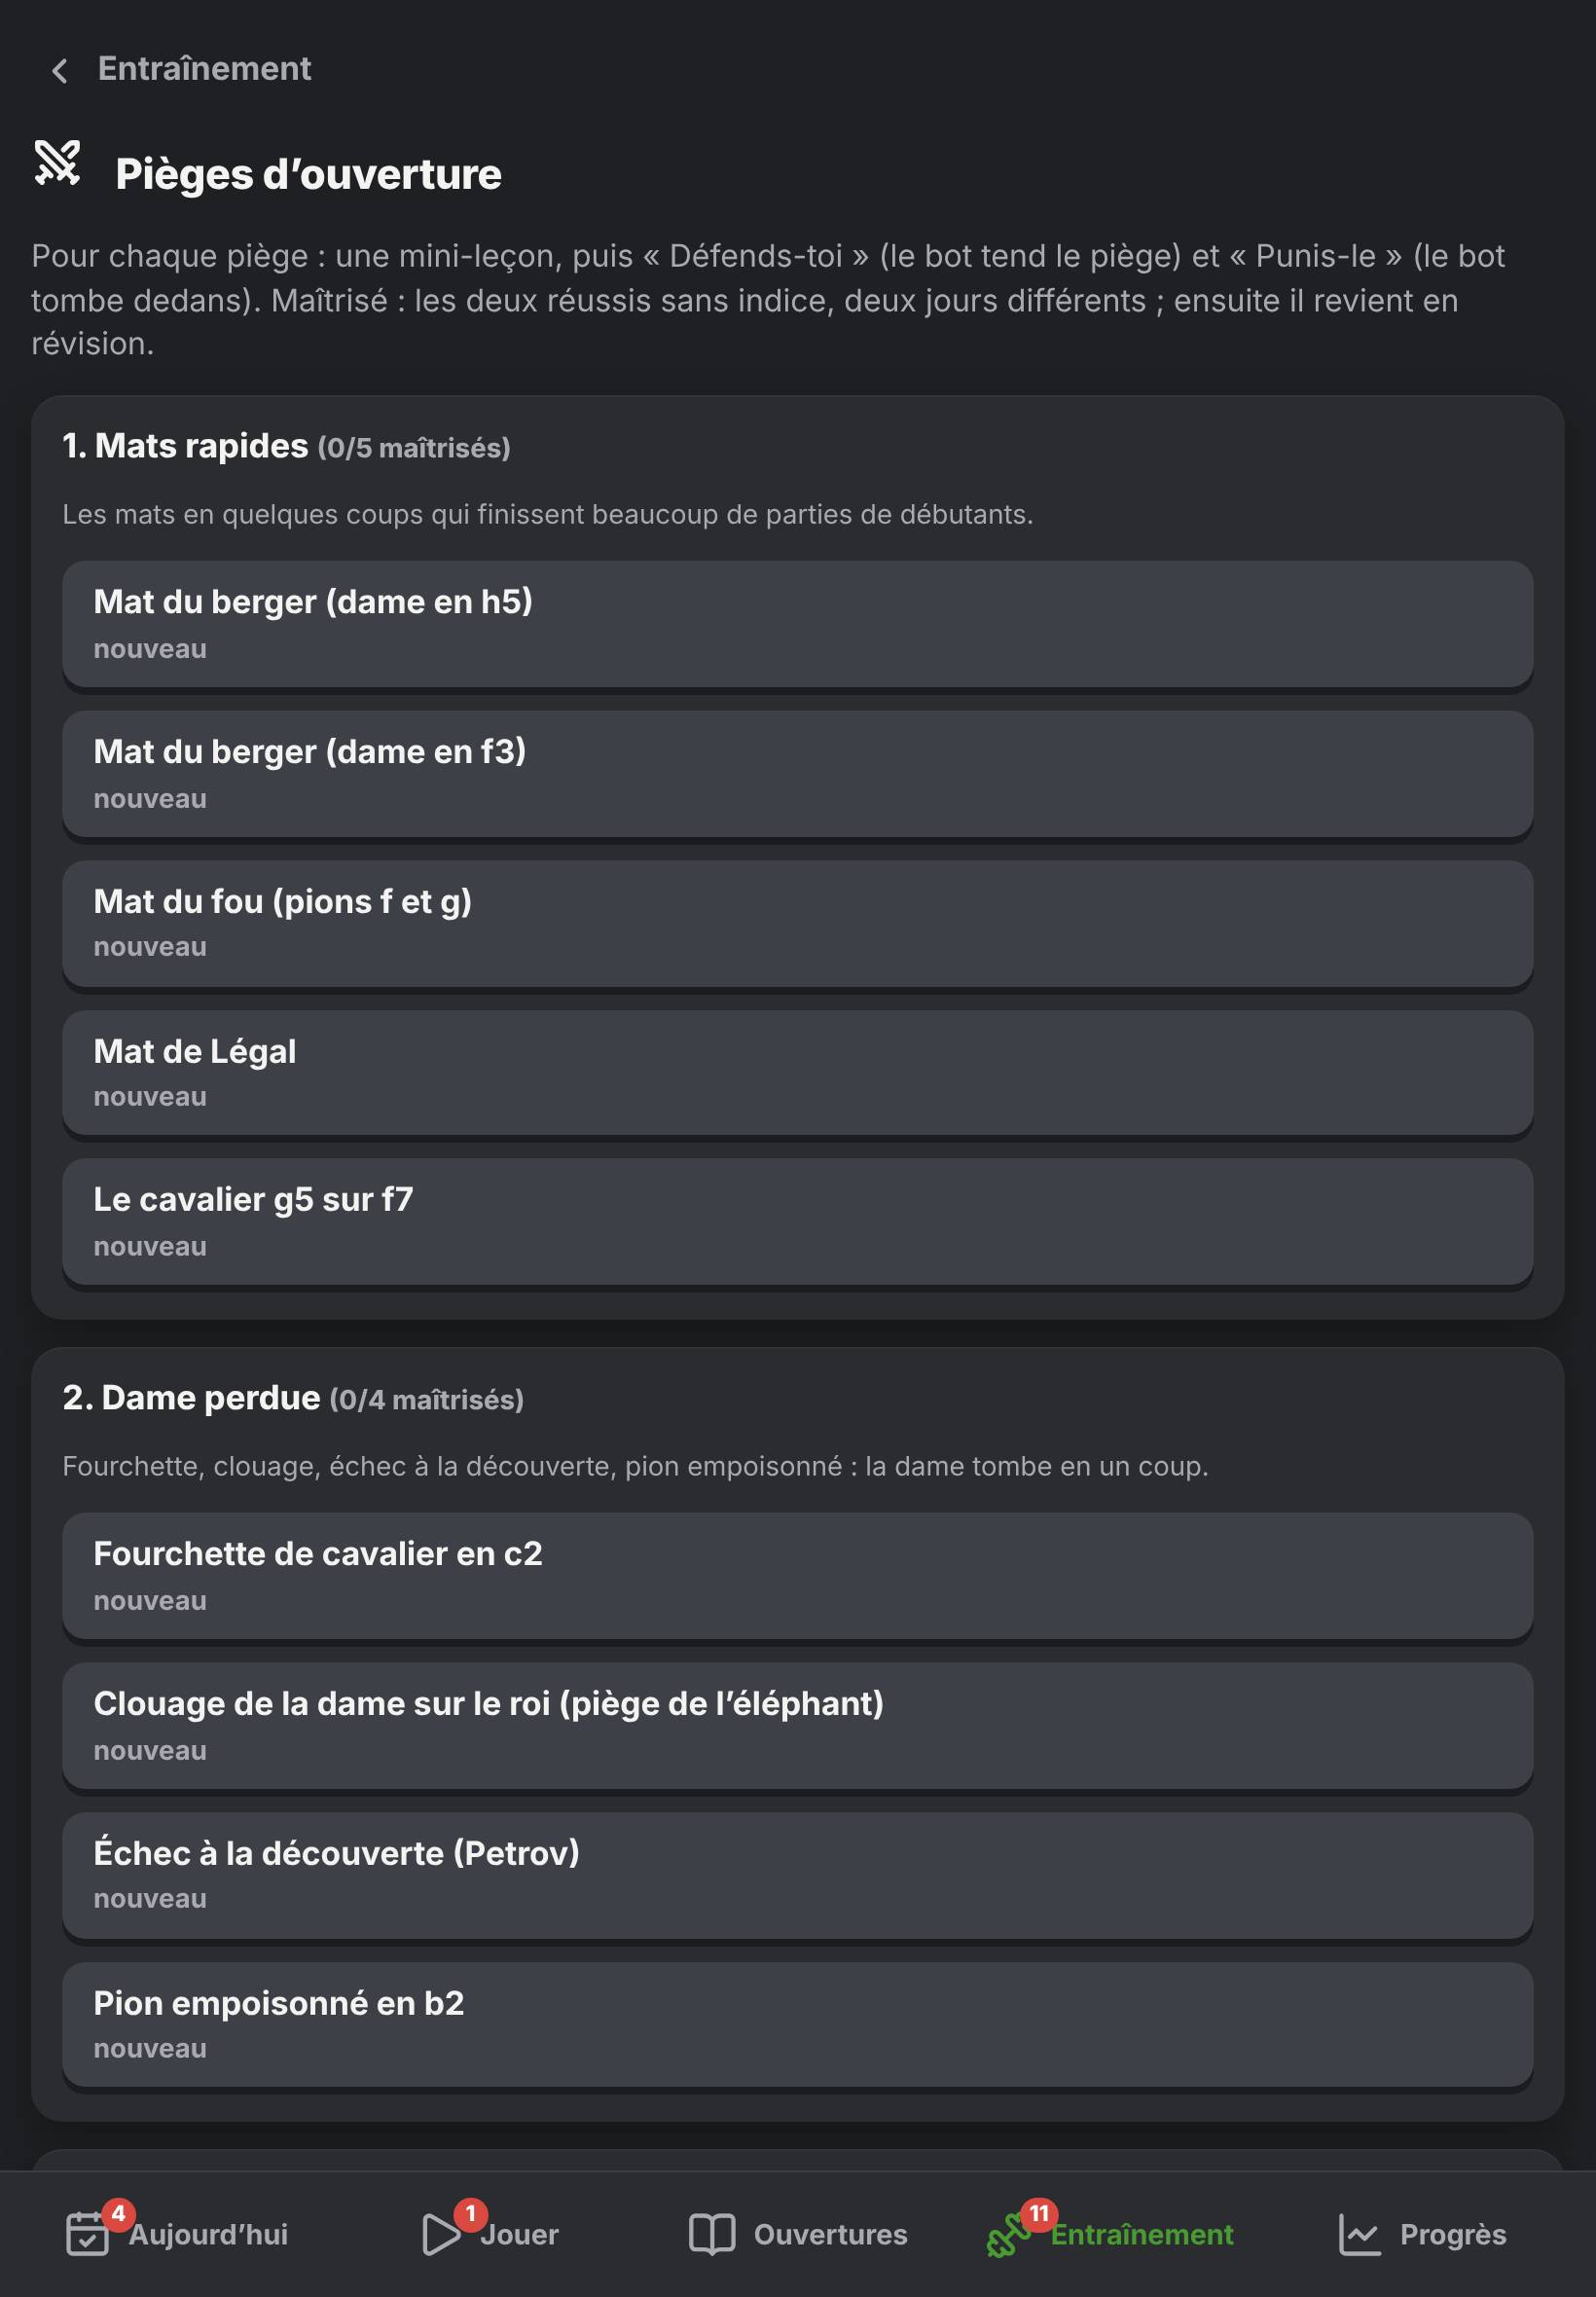 Entraînement
Pièges d’ouverture
Pour chaque piège : une mini-leçon, puis « Défends-toi » (le bot tend le piège) et « Punis-le » (le bot
tombe dedans). Maîtrisé : les deux réussis sans indice, deux jours différents ; ensuite il revient en
révision.
1. Mats rapides (0/5 maîtrisés)
Les mats en quelques coups qui finissent beaucoup de parties de débutants.
Mat du berger (dame en h5)
nouveau
Mat du berger (dame en f3)
nouveau
Mat du fou (pions f et g)
nouveau
Mat de Légal
nouveau
Le cavalier g5 sur f7
nouveau
2. Dame perdue (0/4 maîtrisés)
Fourchette, clouage, échec à la découverte, pion empoisonné : la dame tombe en un coup.
Fourchette de cavalier en c2
nouveau
Clouage de la dame sur le roi (piège de l’éléphant)
nouveau
Échec à la découverte (Petrov)
nouveau
Pion empoisonné en b2
nouveau
4 Aujourd’hui 1 Jouer Ouvertures 11 Entraînement Progrès